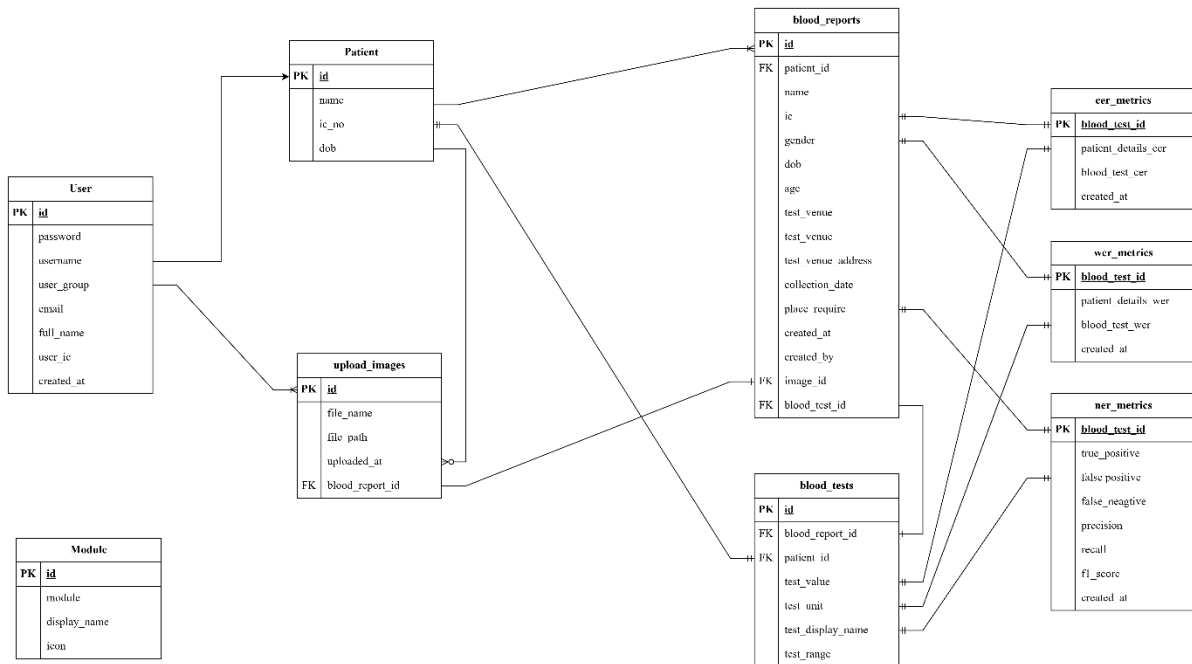 User
PK id
password
username
user_group
email
full_name
user_ic
created_at
Module
PK id
module
display_name
icon
Patient
PK id
name
ic_no
dob
upload_images
PK id
file_name
file_path
uploaded_at
FK blood_report_id
blood_reports
PK id
FK patient_id
name
ic
gender
dob
age
test_venue
test_venue
test_venue_address
collection_date
place_require
created_at
created_by
FK image_id
FK blood_test_id
blood_tests
PK id
FK blood_report_id
FK patient_id
test_value
test_unit
test_display_name
test_range
cer_metrics
PK blood_test_id
patient_details_cer
blood_test_cer
created_at
wer_metrics
PK blood_test_id
patient_details_wer
blood_test_wer
created_at
ner_metrics
PK blood_test_id
true_positive
false positive
false_neagtive
precision
recall
f1_score
created_at